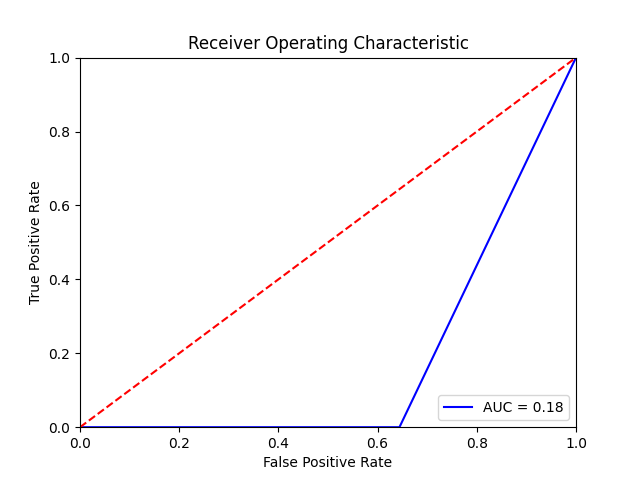 Receiver Operating Characteristic
1.0
0.8
0.6
0.4
0.2
0.0
True Positive Rate
AUC = 0.18
0.0 0.2 0.4 0.6 0.8 1.0
False Positive Rate